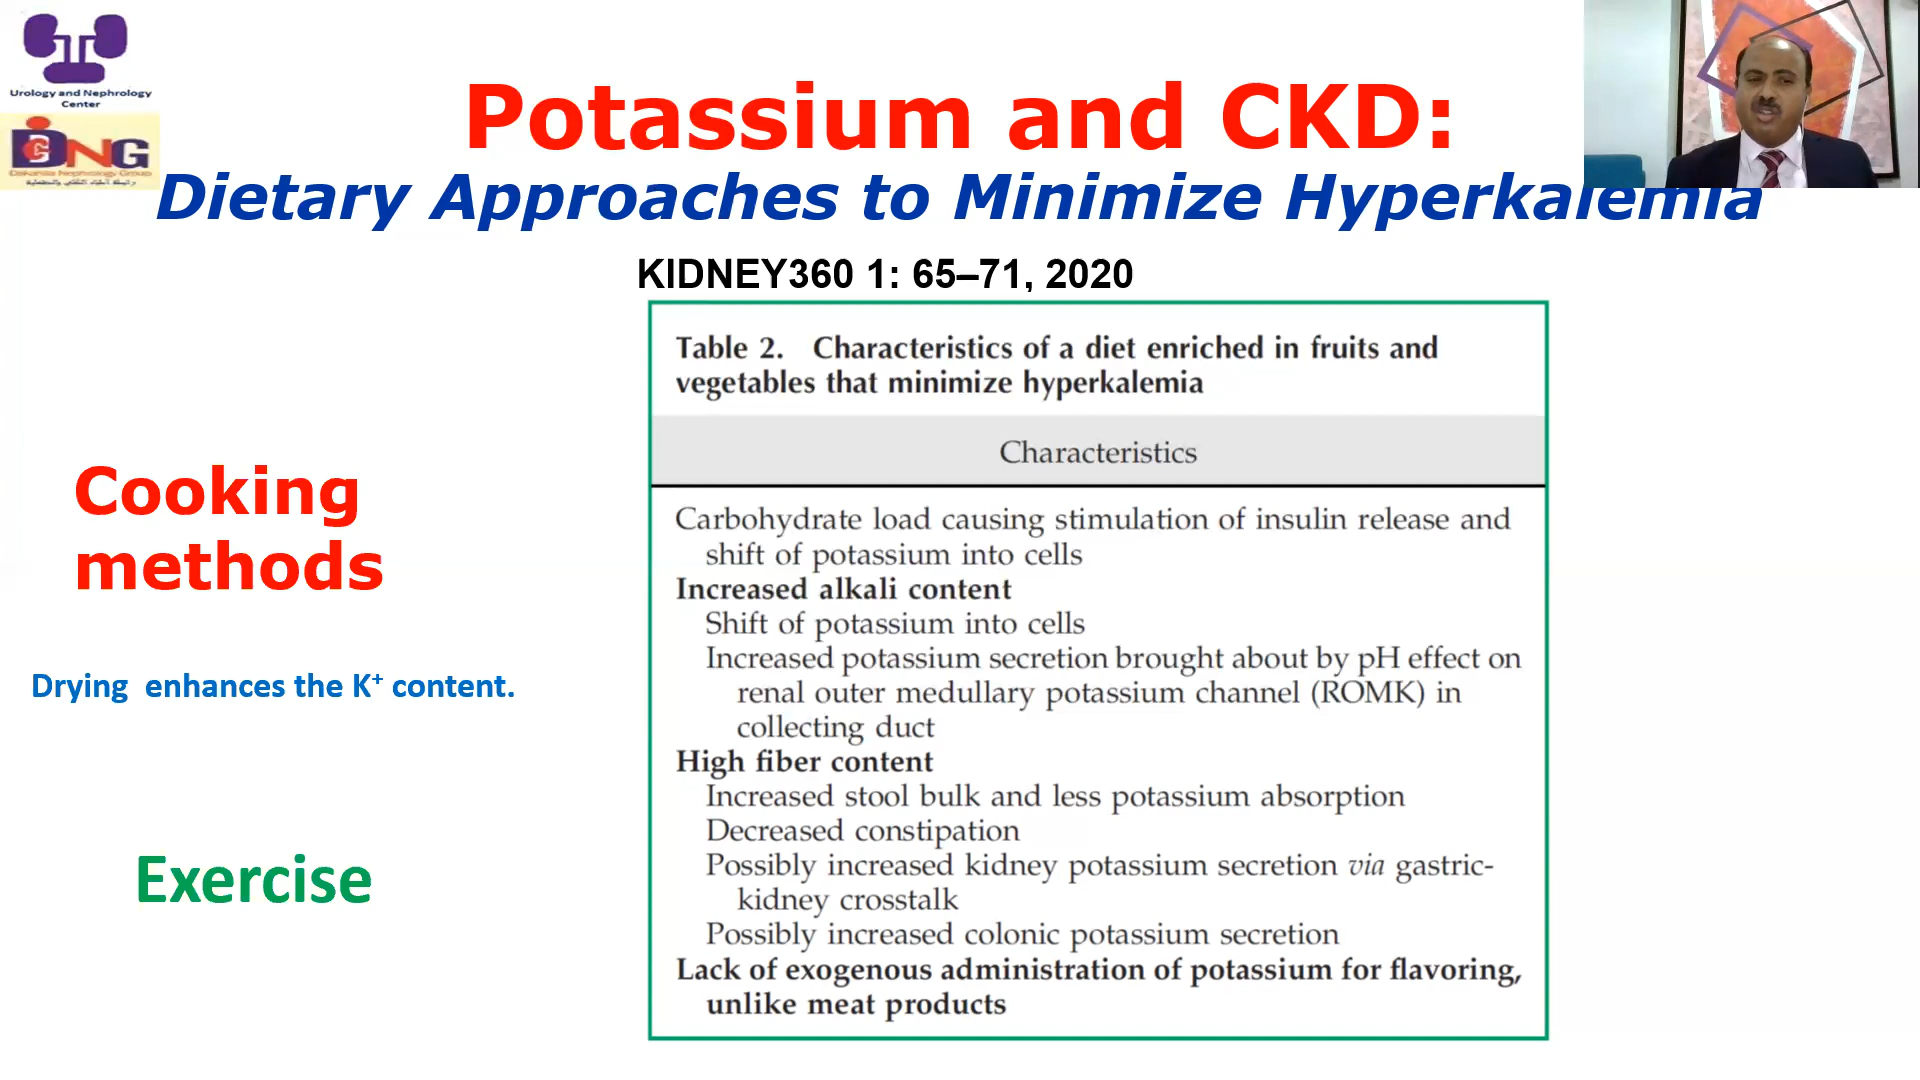 Urology and Nephrology
Center
DNG
Dakahlia Nephrology Group
Potassium and CKD:
Dietary Approaches to Minimize Hyperkalemia
KIDNEY360 1: 65–71, 2020
Table 2. Characteristics of a diet enriched in fruits and
vegetables that minimize hyperkalemia
Characteristics
Carbohydrate load causing stimulation of insulin release and
shift of potassium into cells
Increased alkali content
Shift of potassium into cells
Increased potassium secretion brought about by pH effect on
renal outer medullary potassium channel (ROMK) in
collecting duct
High fiber content
Increased stool bulk and less potassium absorption
Decreased constipation
Possibly increased kidney potassium secretion via gastric-
kidney crosstalk
Possibly increased colonic potassium secretion
Lack of exogenous administration of potassium for flavoring,
unlike meat products
Cooking
methods
Drying enhances the K⁺ content.
Exercise